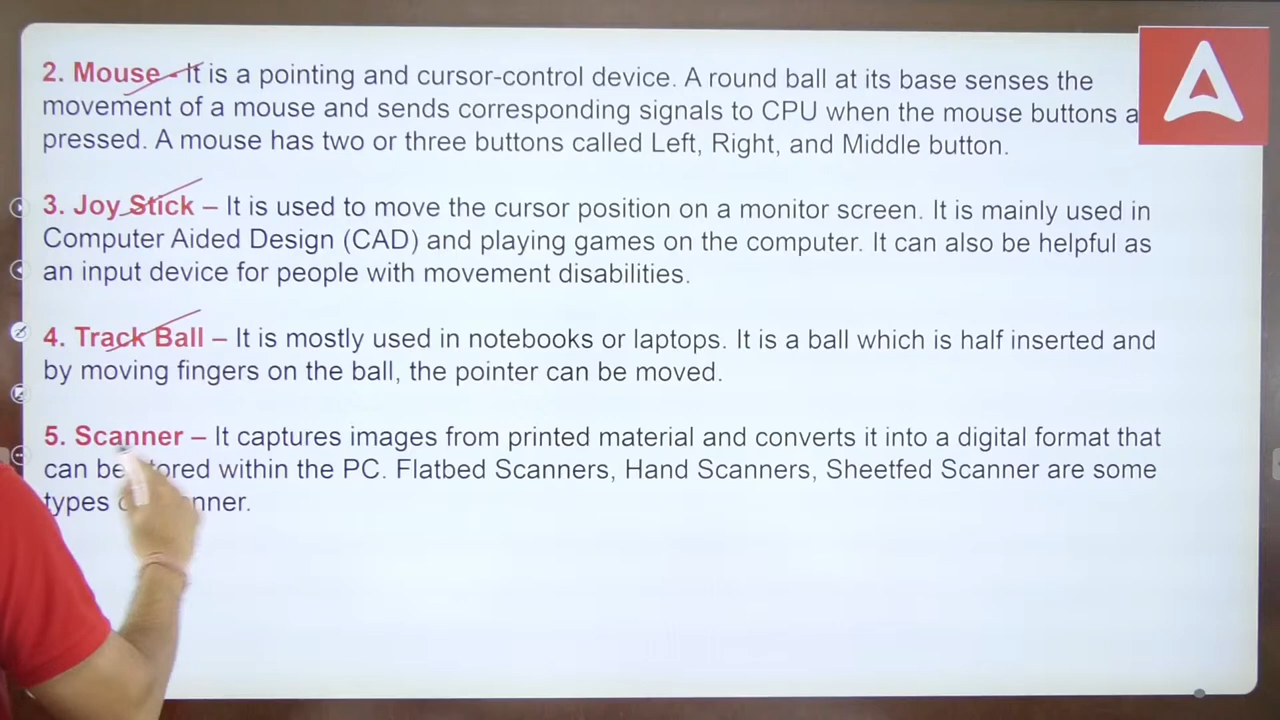 2. Mouse - It is a pointing and cursor-control device. A round ball at its base senses the
movement of a mouse and sends corresponding signals to CPU when the mouse buttons a
pressed. A mouse has two or three buttons called Left, Right, and Middle button.
3. Joy Stick – It is used to move the cursor position on a monitor screen. It is mainly used in
Computer Aided Design (CAD) and playing games on the computer. It can also be helpful as
an input device for people with movement disabilities.
4. Track Ball – It is mostly used in notebooks or laptops. It is a ball which is half inserted and
by moving fingers on the ball, the pointer can be moved.
5. Scanner – It captures images from printed material and converts it into a digital format that
can be tored within the PC. Flatbed Scanners, Hand Scanners, Sheetfed Scanner are some
types nner.